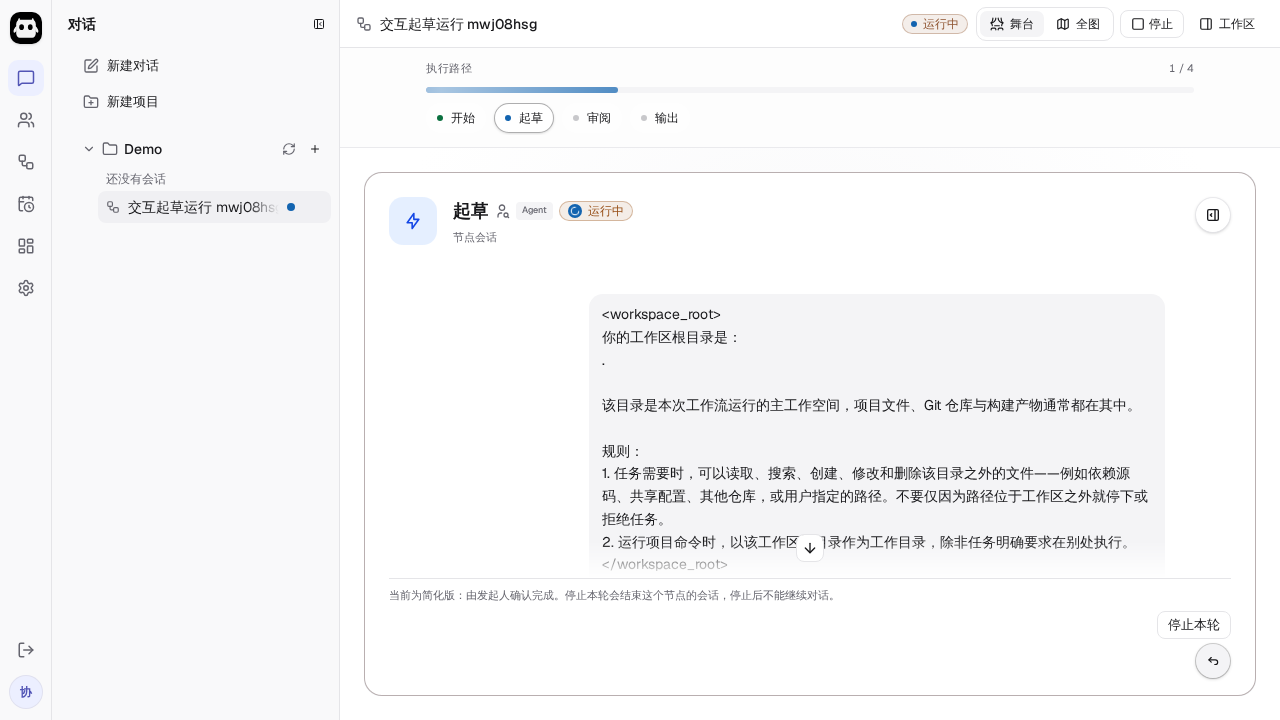 对话
新建对话
新建项目
Demo
还没有会话
交互起草运行 mwj08hs
协
交互起草运行 mwj08hsg
运行中
舞台
全图
停止
工作区
执行路径
1 / 4
开始
起草
审阅
输出
起草
Agent
运行中
节点会话
<workspace_root>
你的工作区根目录是：
.
该目录是本次工作流运行的主工作空间，项目文件、Git 仓库与构建产物通常都在其中。
规则：
1. 任务需要时，可以读取、搜索、创建、修改和删除该目录之外的文件——例如依赖源
码、共享配置、其他仓库，或用户指定的路径。不要仅因为路径位于工作区之外就停下或
拒绝任务。
2. 运行项目命令时，以该工作区 目录作为工作目录，除非任务明确要求在别处执行。
</workspace_root>
当前为简化版：由发起人确认完成。停止本轮会结束这个节点的会话，停止后不能继续对话。
停止本轮